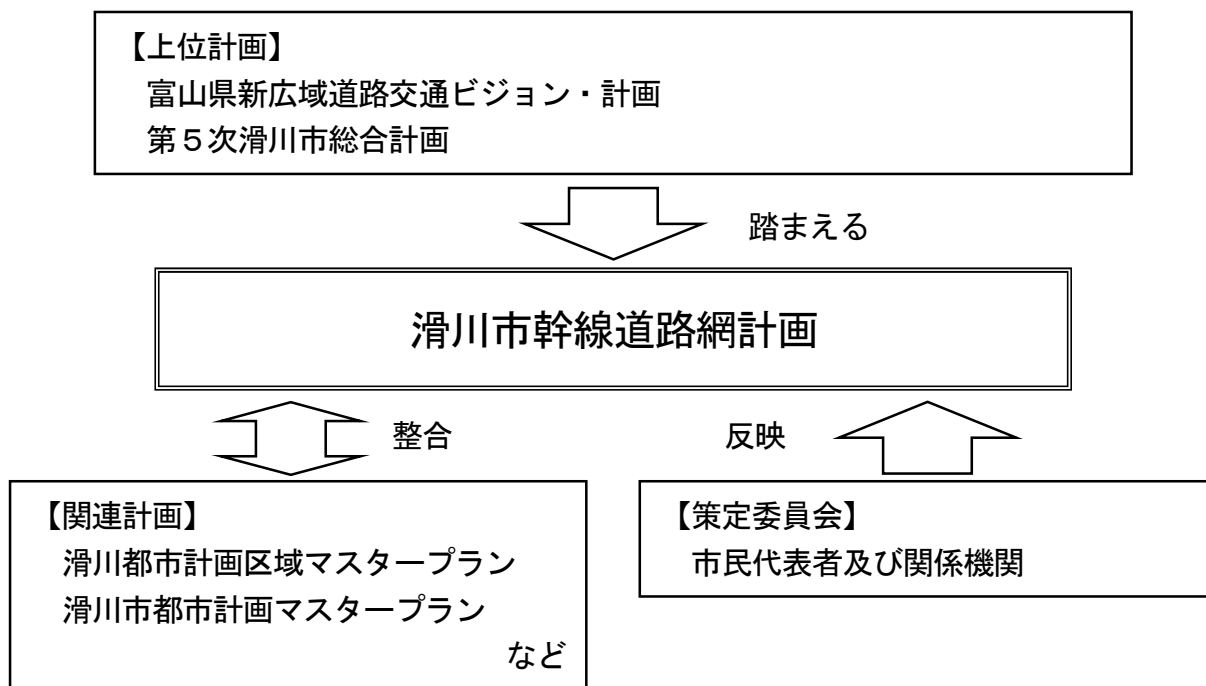 【上位計画】
富山県新広域道路交通ビジョン・計画
第５次滑川市総合計画
踏まえる
滑川市幹線道路網計画
整合
反映
【関連計画】
滑川都市計画区域マスタープラン
滑川市都市計画マスタープラン
など
【策定委員会】
市民代表者及び関係機関